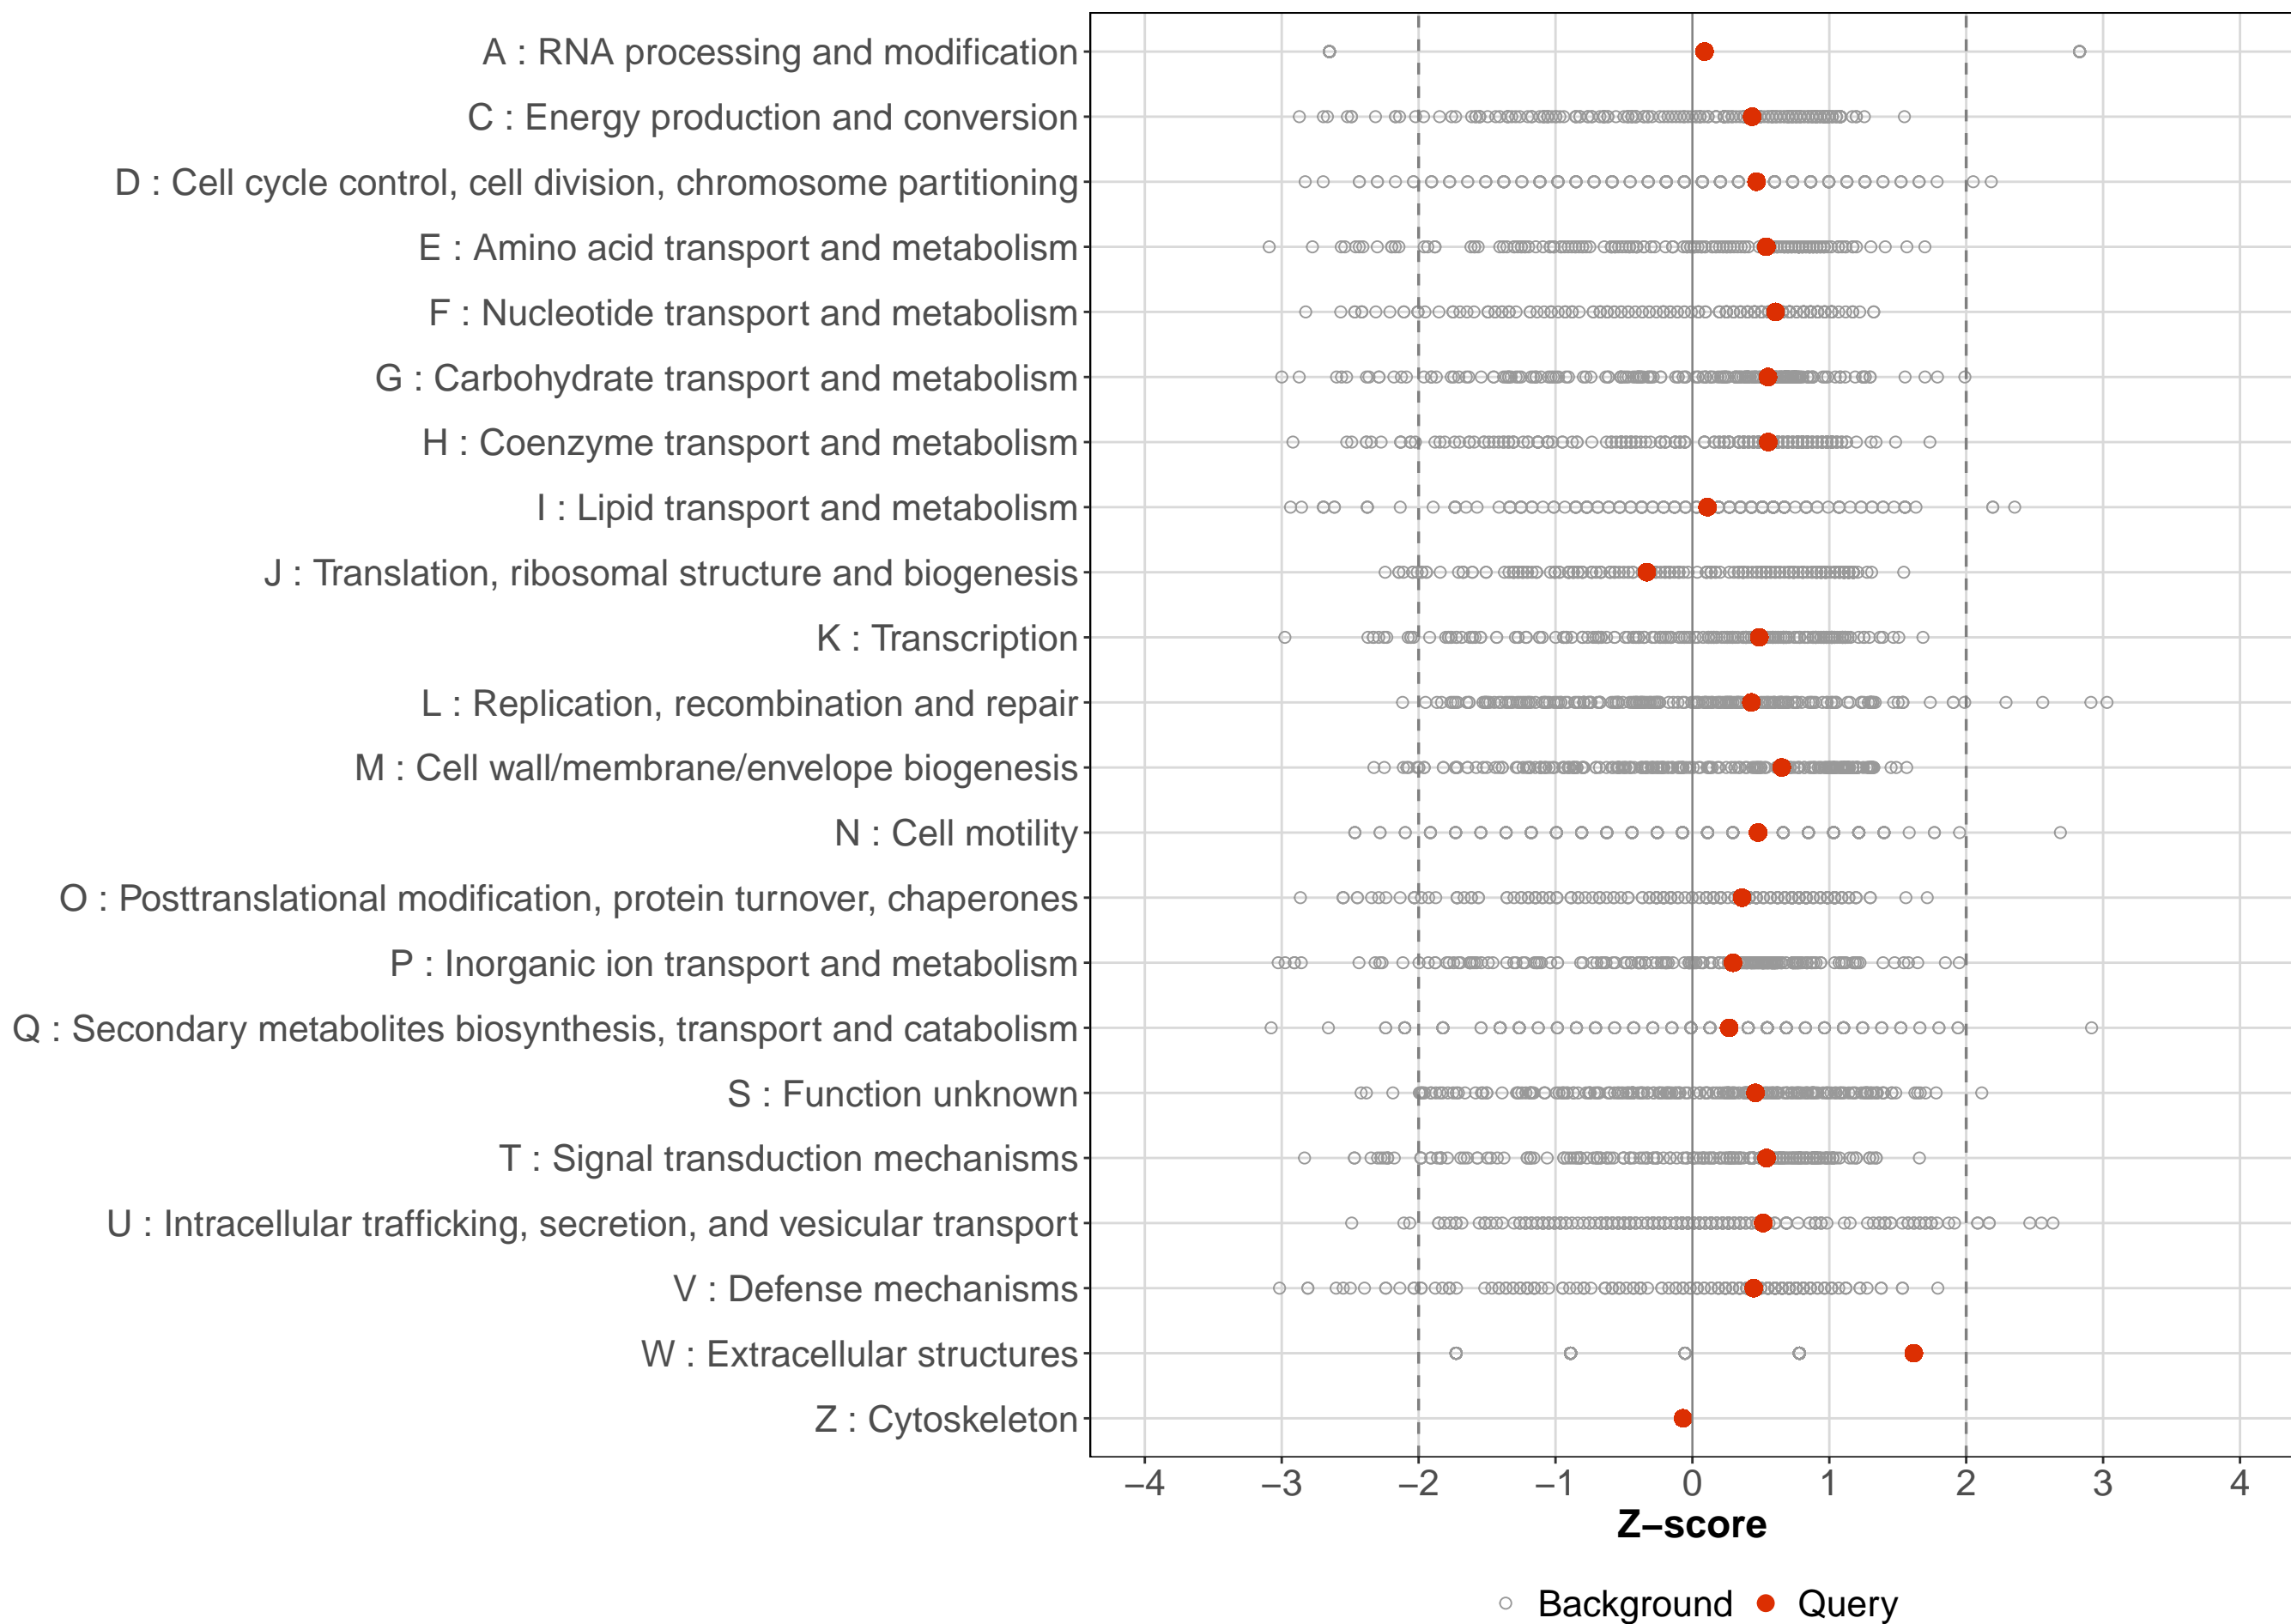 A : RNA processing and modification
C : Energy production and conversion
D : Cell cycle control, cell division, chromosome partitioning
E : Amino acid transport and metabolism
F : Nucleotide transport and metabolism
G : Carbohydrate transport and metabolism
H : Coenzyme transport and metabolism
I : Lipid transport and metabolism
J : Translation, ribosomal structure and biogenesis
K : Transcription
L : Replication, recombination and repair
M : Cell wall/membrane/envelope biogenesis
N : Cell motility
O : Posttranslational modification, protein turnover, chaperones
P : Inorganic ion transport and metabolism
Q : Secondary metabolites biosynthesis, transport and catabolism
S : Function unknown
T : Signal transduction mechanisms
U : Intracellular trafficking, secretion, and vesicular transport
V : Defense mechanisms
W : Extracellular structures
Z : Cytoskeleton
−4 −3 −2 −1 0 1 2 3 4
Z−score
Background Query